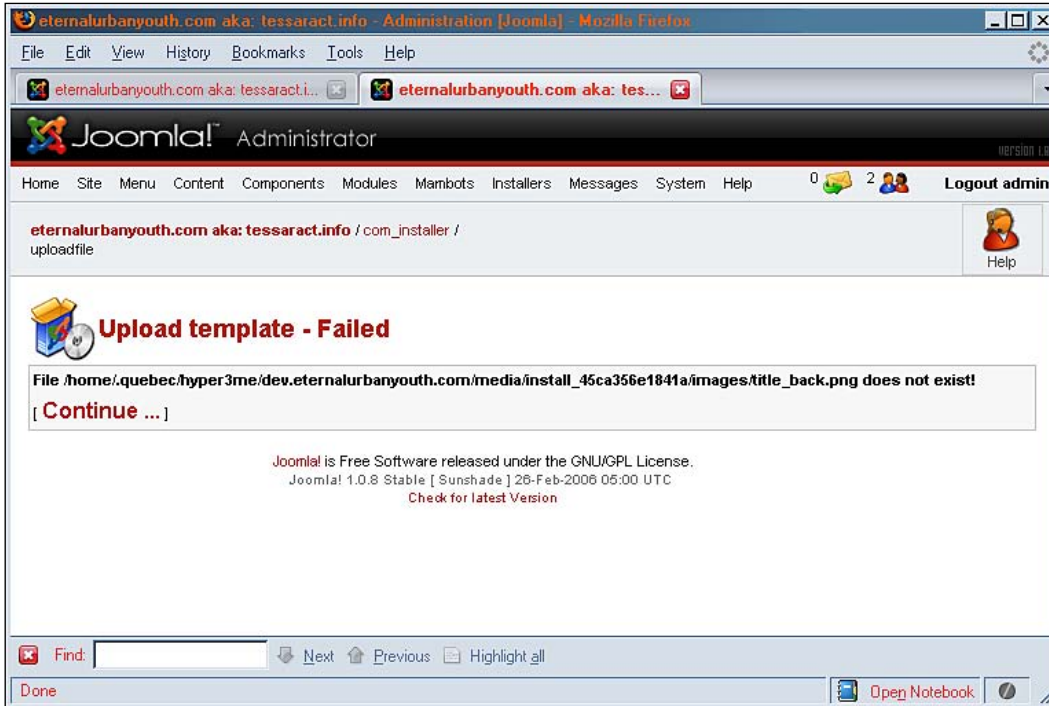 eternalurbanyouth.com aka: tessaract.info - Administration [Joomla] - Mozilla Firefox
File Edit View History Bookmarks Tools Help
eternalurbanyouth.com aka: tessaract.i... eternalurbanyouth.com aka: tes...
Joomla!™ Administrator
version 1.0
Home Site Menu Content Components Modules Mambots Installers Messages System Help 0 2 Logout admin
eternalurbanyouth.com aka: tessaract.info / com_installer /
uploadfile
Help
Upload template - Failed
File /home/.quebec/hyper3me/dev.eternalurbanyouth.com/media/install_45ca356e1841a/images/title_back.png does not exist!
[ Continue ... ]
Joomla! is Free Software released under the GNU/GPL License.
Joomla! 1.0.8 Stable [ Sunshade ] 26-Feb-2006 05:00 UTC
Check for latest Version
Find: Next Previous Highlight all
Done Open Notebook